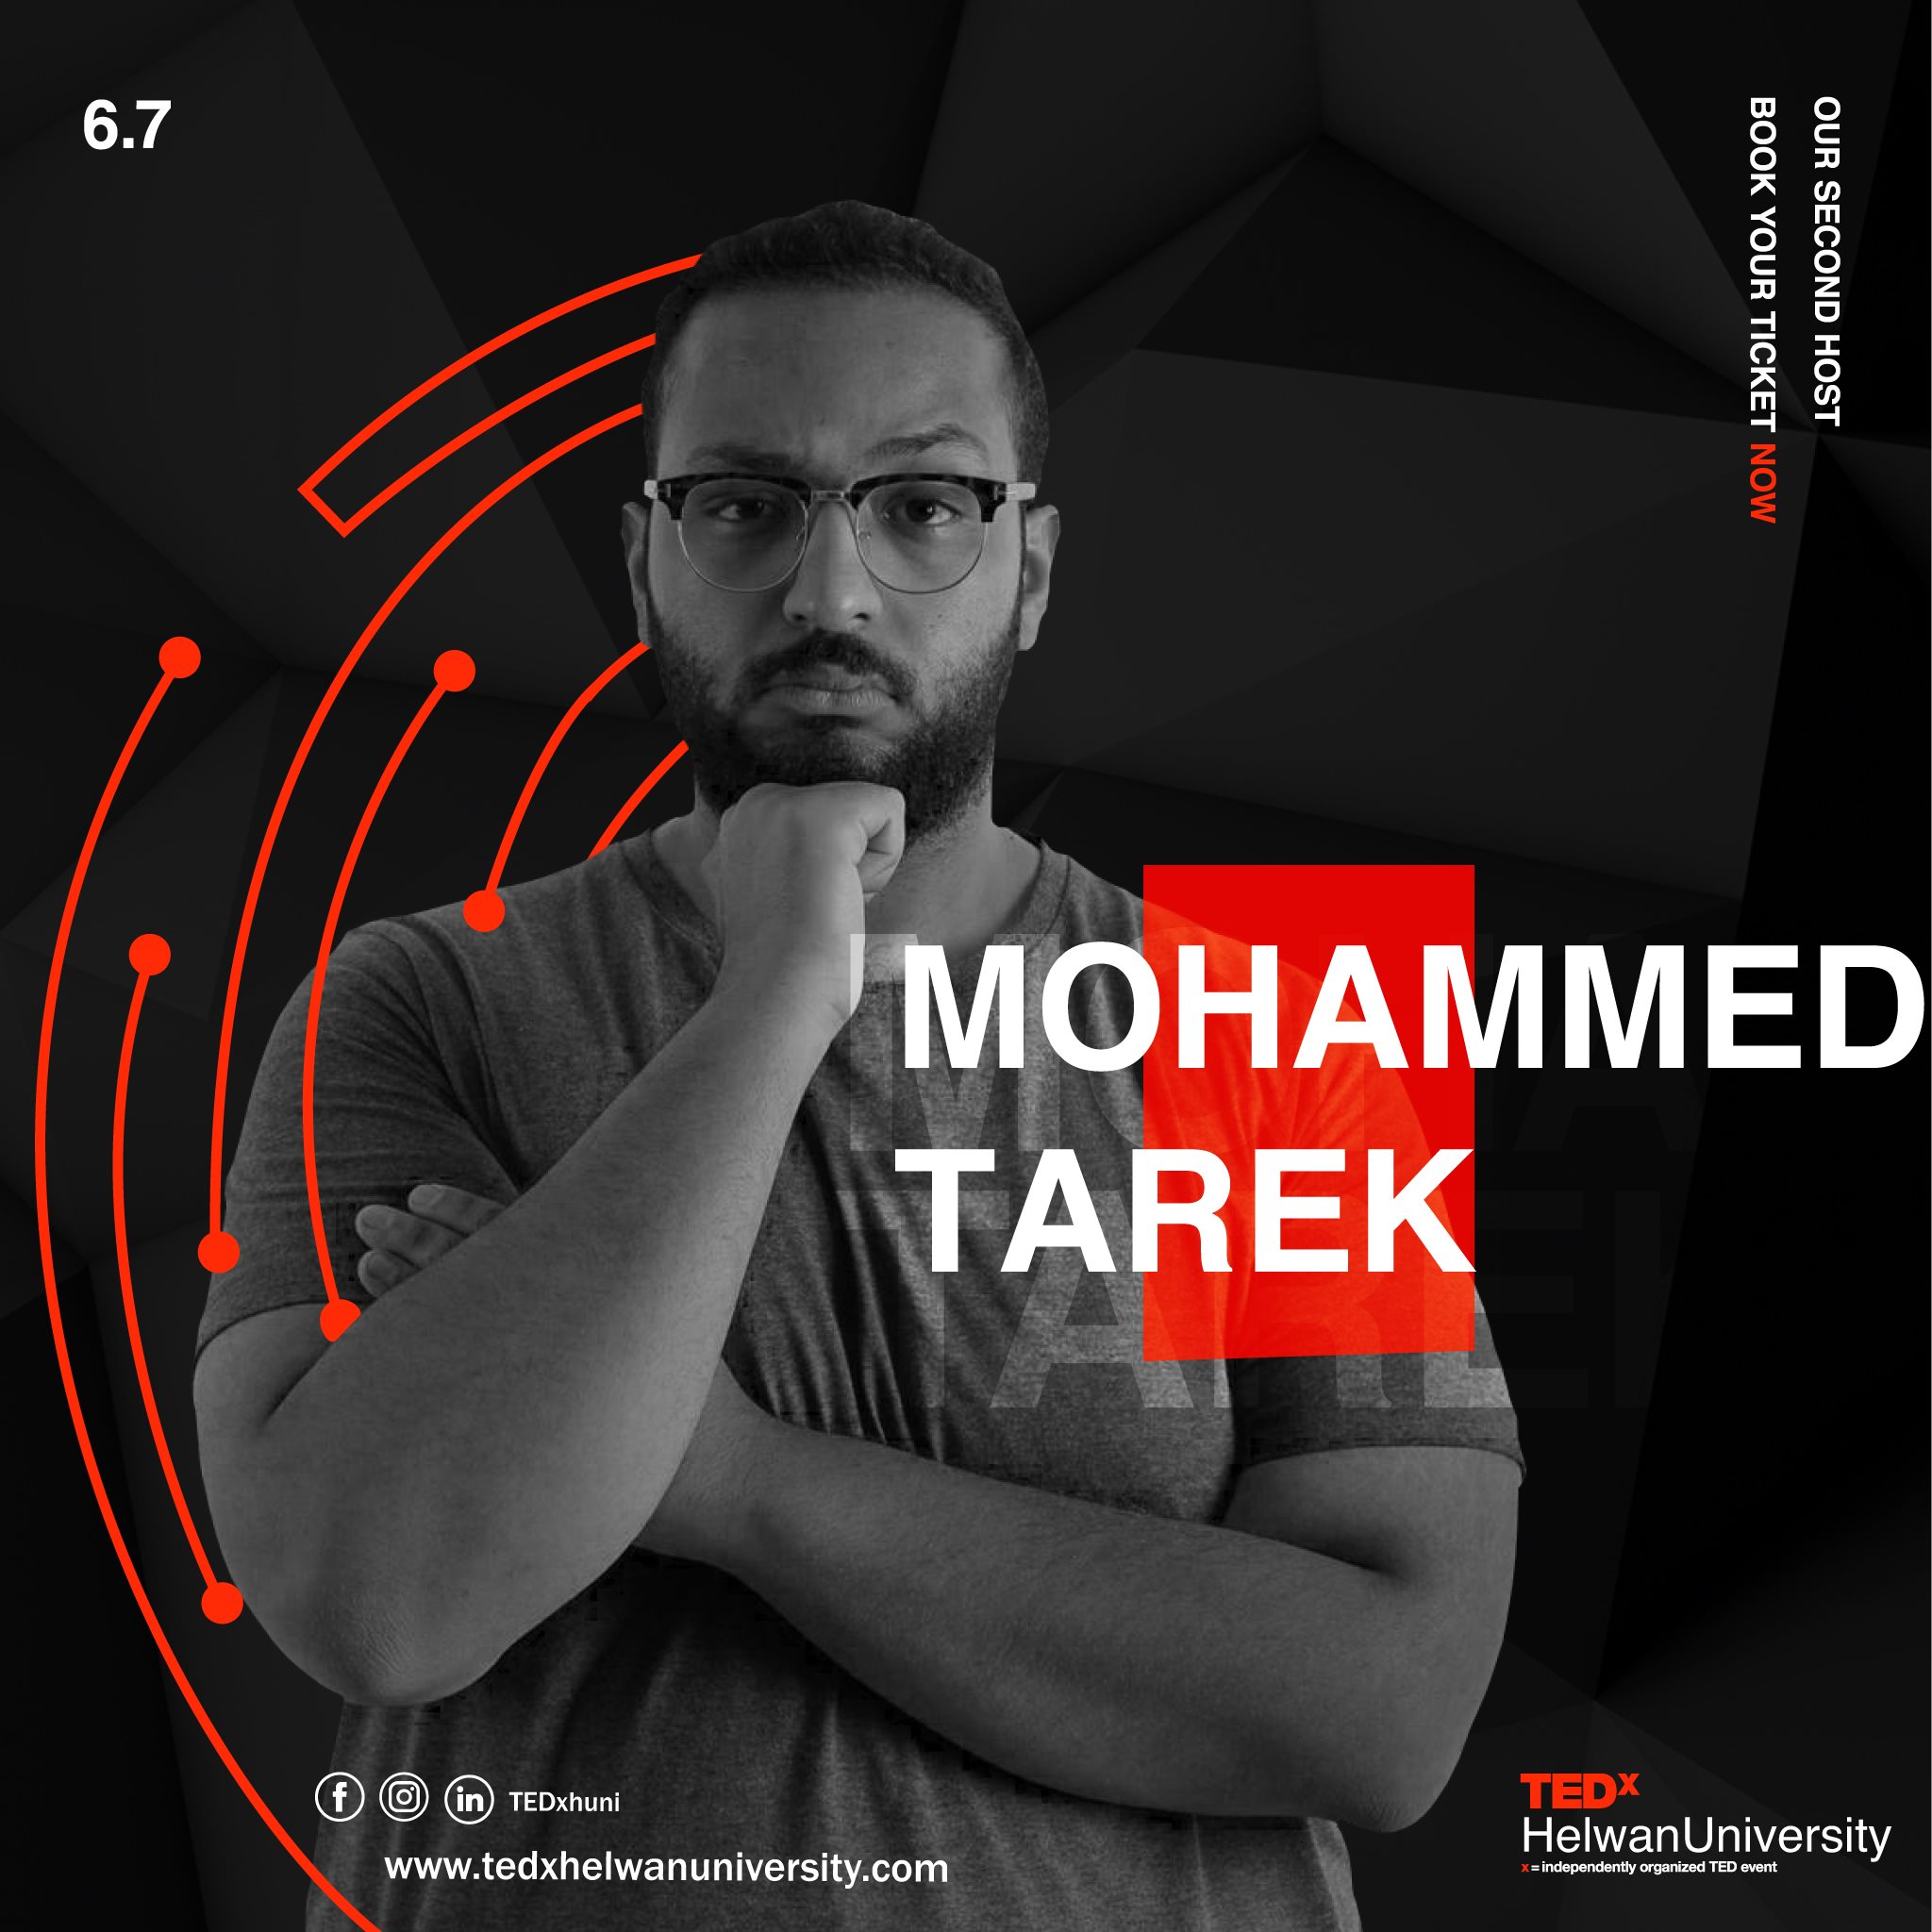 6.7
OUR SECOND HOST
BOOK YOUR TICKET NOW
MOHAMMED
TAREK
TEDxhuni
www.tedxhelwanuniversity.com
TEDx
HelwanUniversity
x = independently organized TED event